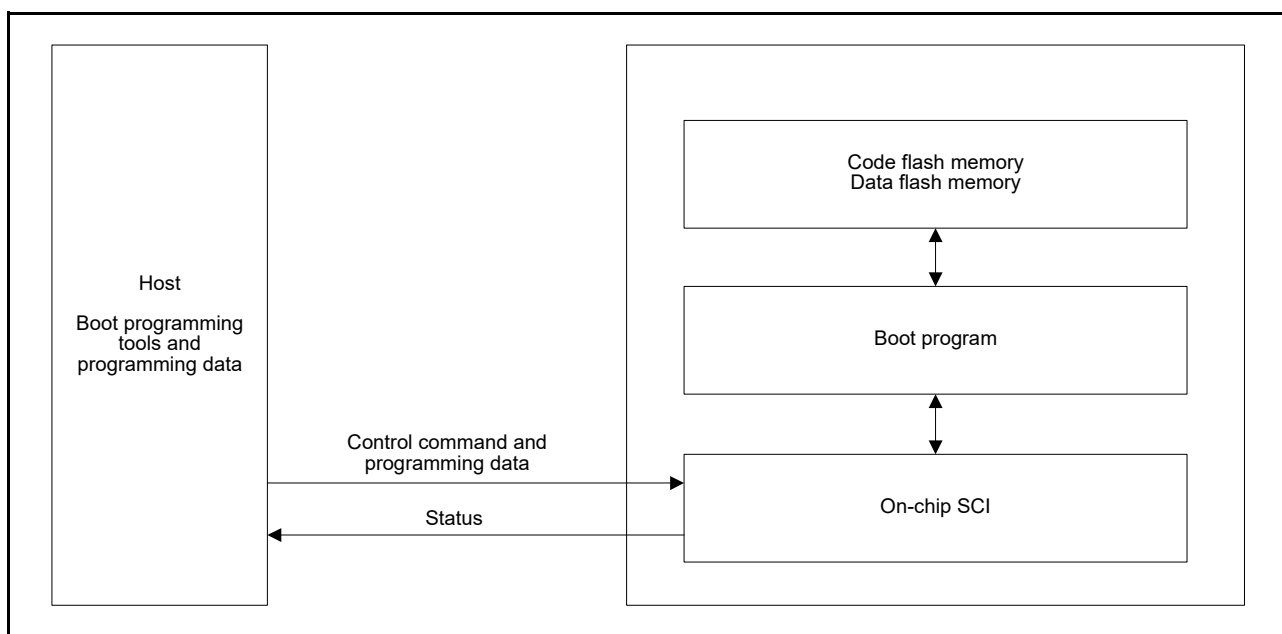 Host
Boot programming
tools and
programming data
Control command and
programming data
Status
Code flash memory
Data flash memory
Boot program
On-chip SCI